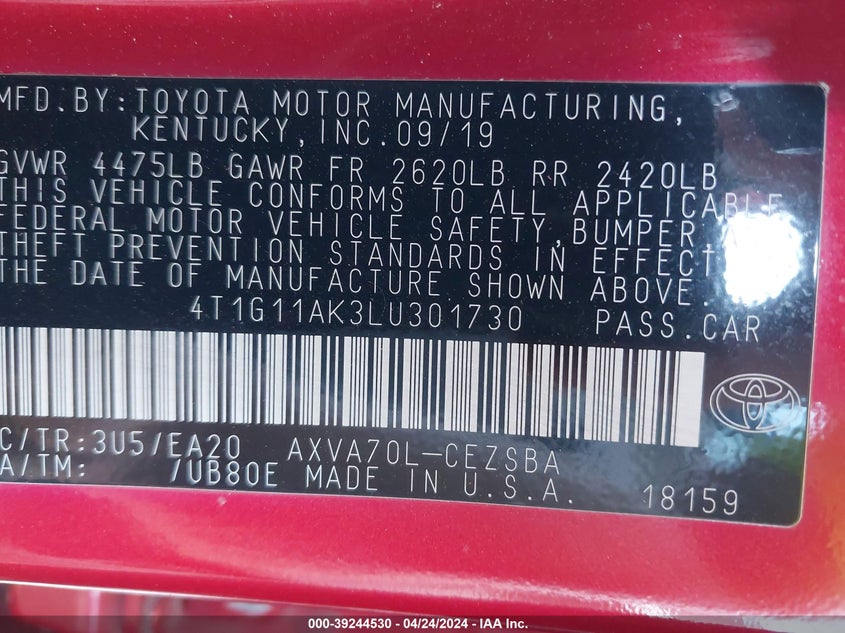 MFD.BY:TOYOTA MOTOR MANUFACTURING,
KENTUCKY, INC. 09/19
GVWR 4475LB GAWR FR 2620LB RR 2420LB
THIS VEHICLE CONFORMS TO ALL APPLICABLE
FEDERAL MOTOR VEHICLE SAFETY, BUMPER,
THEFT PREVENTION STANDARDS IN EFFECT
THE DATE OF MANUFACTURE SHOWN
4T1G11AK3LU301730 PASS.CAR
C/TR:3U5/EA20 AXVA70L-CEZSBA
A/TM: /UB80E MADE IN U.S.A. 18159
000-39244530 - 04/24/2024 - IAA Inc.